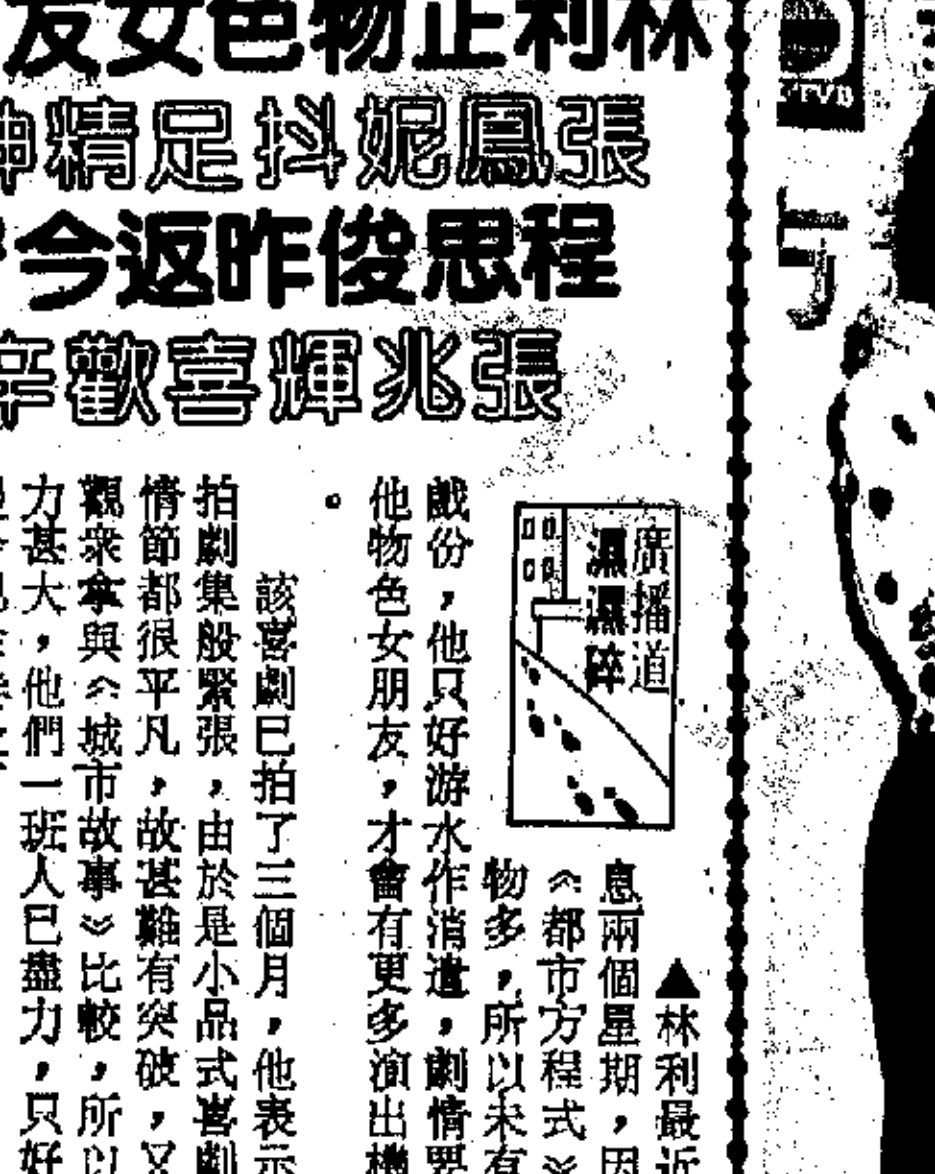 林利正物色女友
張鳳妮抖足精神
程思俊昨返今
張兆輝喜歡辛
廣播道
濕濕碎
▲林利最近
息兩個星期,因
《都市方程式》
物多,所以未有
戲份,他只好游水作消遣,劇情要
他物色女朋友,才會有更多演出機
。
該喜劇已拍了三個月,他表示
拍劇集般緊張,由於是小品式喜劇
情節都很平凡,故甚難有突破,又
觀衆拿與《城市故事》比較,所以
力甚大,他們一班人已盡力,只好
TVB